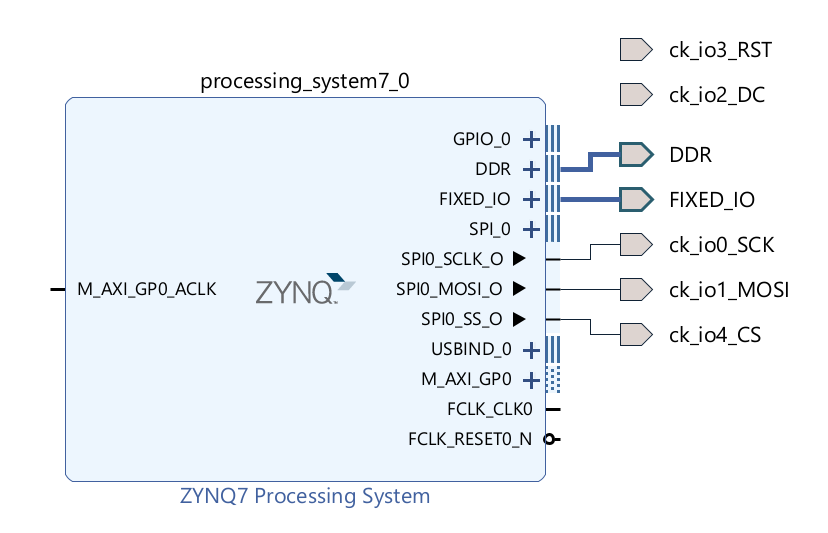 processing_system7_0
GPIO_0
DDR
FIXED_IO
SPI_0
SPI0_SCLK_O
M_AXI_GP0_ACLK
ZYNQ
SPI0_MOSI_O
SPI0_SS_O
USBIND_0
M_AXI_GP0
FCLK_CLK0
FCLK_RESET0_N
ZYNQ7 Processing System
ck_io3_RST
ck_io2_DC
DDR
FIXED_IO
ck_io0_SCK
ck_io1_MOSI
ck_io4_CS